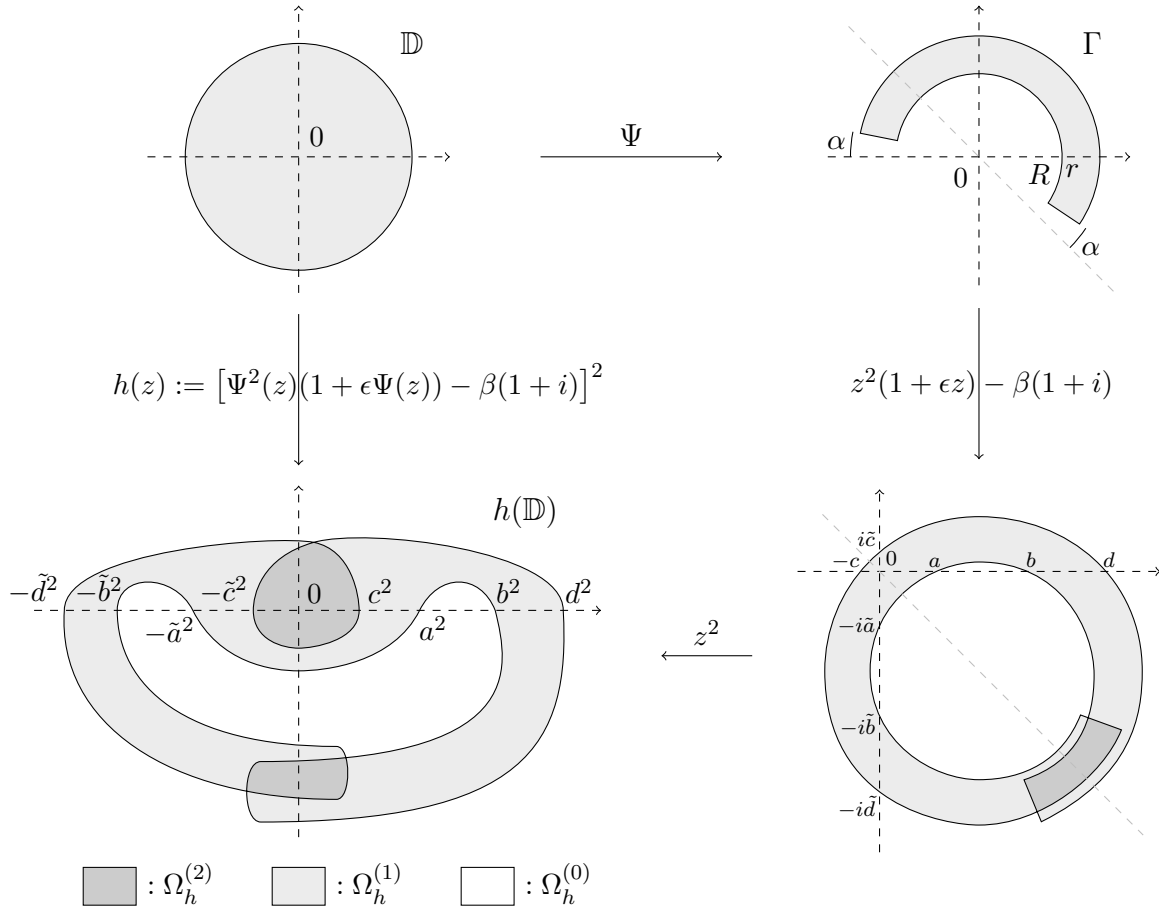 𝔻
Γ
0
Ψ
α
0
R
r
α
h(z) := [Ψ²(z)(1 + ϵΨ(z)) − β(1 + i)]²
z²(1 + ϵz) − β(1 + i)
h(𝔻)
ic̃
−c
0
a
b
d
−d̃²
−b̃²
−c̃²
0
c²
b²
d²
−ã²
a²
−iã
z²
−ib̃
−id̃
: Ω_h^{(2)}
: Ω_h^{(1)}
: Ω_h^{(0)}